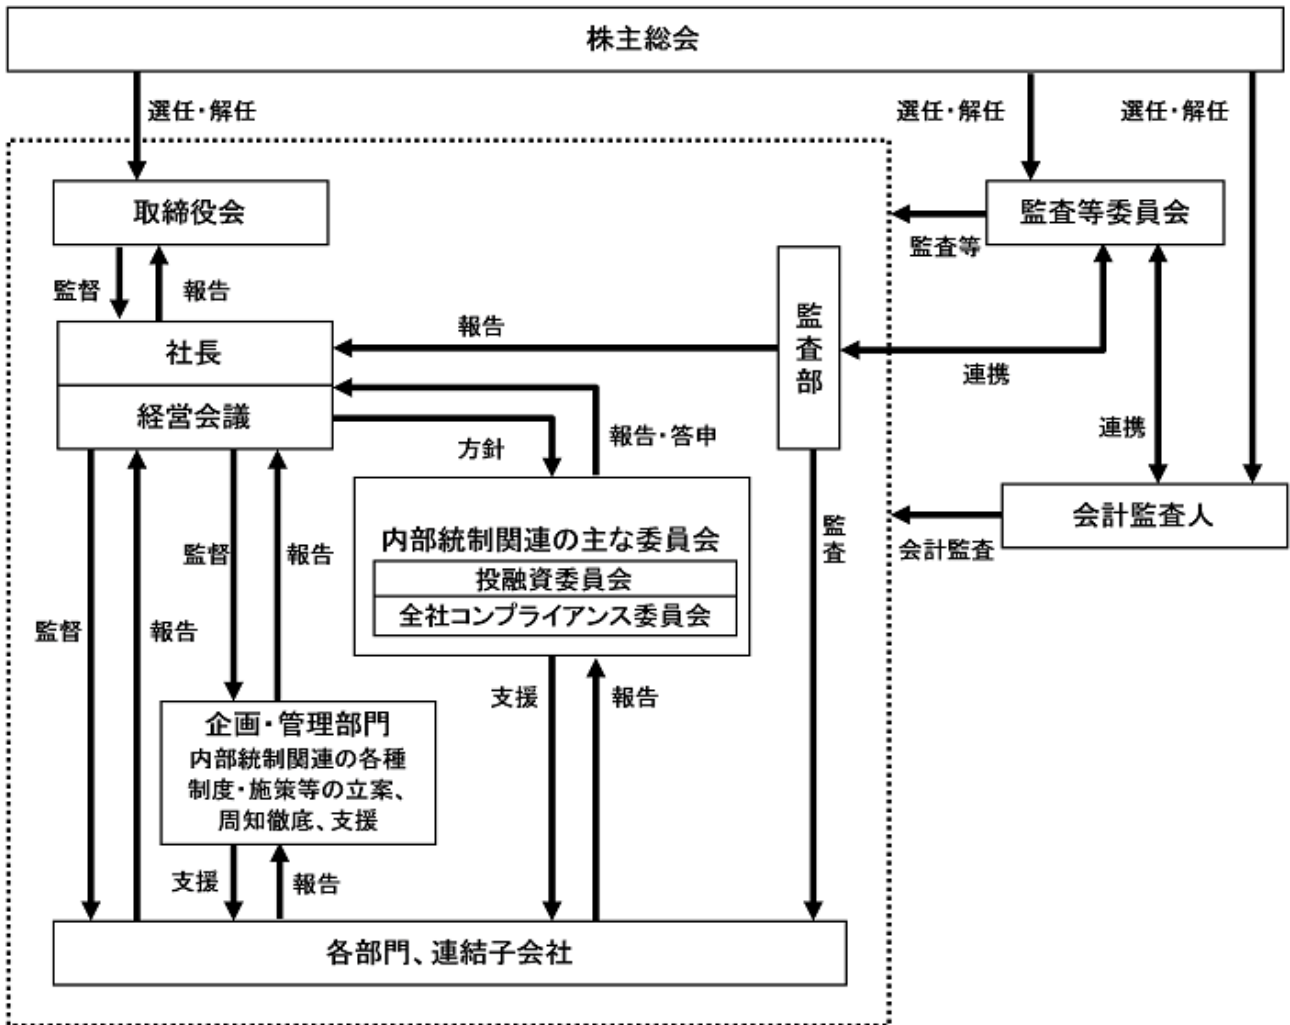 株主総会
選任・解任
選任・解任
選任・解任
取締役会
監査等委員会
監査等
監督
報告
社長
経営会議
報告
監査部
連携
方針
報告・答申
連携
会計監査人
会計監査
内部統制関連の主な委員会
投融資委員会
全社コンプライアンス委員会
監査
監督
報告
監督
報告
支援
報告
企画・管理部門
内部統制関連の各種
制度・施策等の立案、
周知徹底、支援
支援
報告
各部門、連結子会社